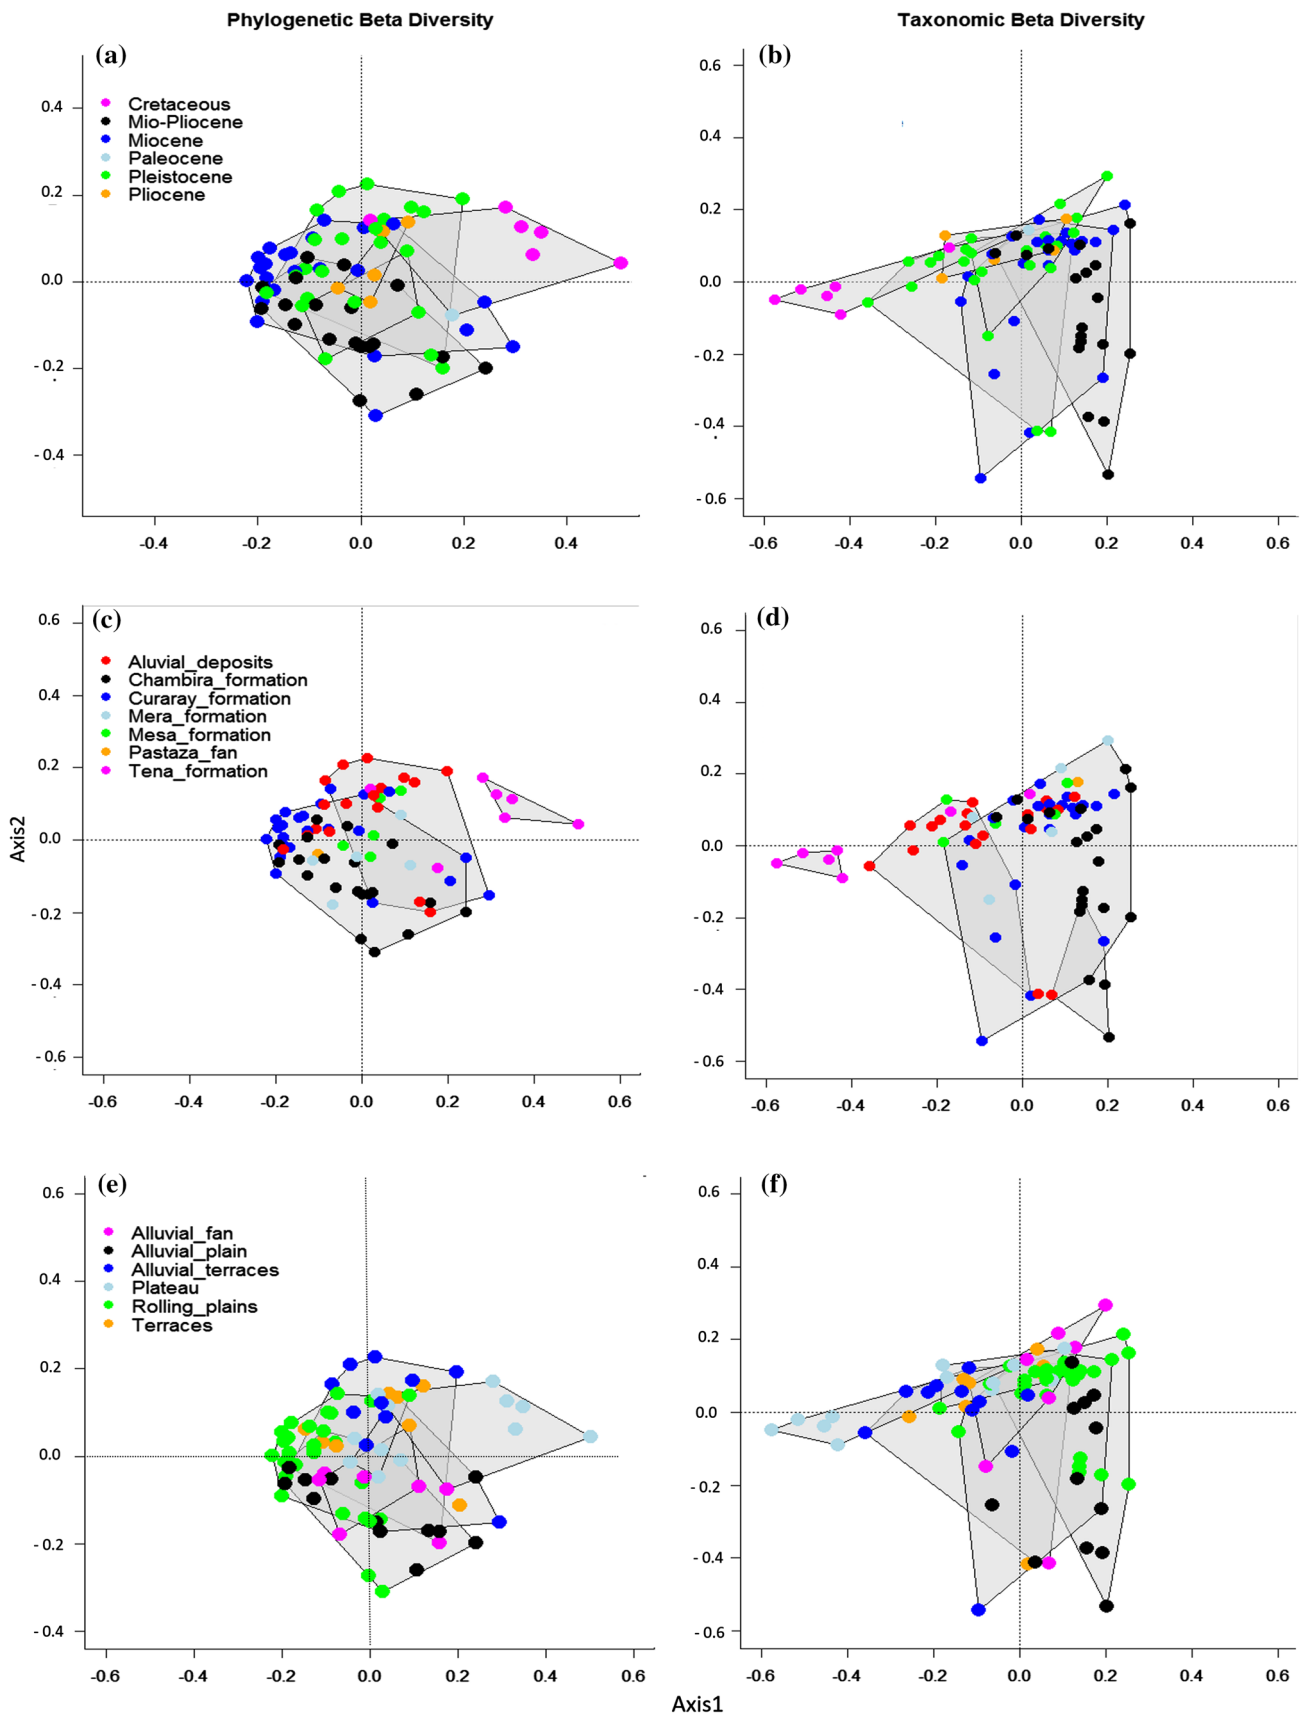 Phylogenetic Beta Diversity
Taxonomic Beta Diversity
(a)
0.4
0.2
0.0
- 0.2
- 0.4
Cretaceous
Mio-Pliocene
Miocene
Paleocene
Pleistocene
Pliocene
-0.4
-0.2
0.0
0.2
0.4
(b)
0.6
0.4
0.2
0.0
- 0.2
- 0.4
- 0.6
-0.6
-0.4
-0.2
0.0
0.2
0.4
0.6
(c)
0.6
0.4
0.2
0.0
- 0.2
- 0.4
- 0.6
Aluvial_deposits
Chambira_formation
Curaray_formation
Mera_formation
Mesa_formation
Pastaza_fan
Tena_formation
-0.6
-0.4
-0.2
0.0
0.2
0.4
0.6
(d)
0.6
0.4
0.2
0.0
- 0.2
- 0.4
- 0.6
-0.6
-0.4
-0.2
0.0
0.2
0.4
0.6
Axis2
(e)
0.6
0.4
0.2
0.0
- 0.2
- 0.4
Alluvial_fan
Alluvial_plain
Alluvial_terraces
Plateau
Rolling_plains
Terraces
-0.6
-0.4
-0.2
0.0
0.2
0.4
0.6
(f)
0.6
0.4
0.2
0.0
- 0.2
- 0.4
- 0.6
-0.6
-0.4
-0.2
0.0
0.2
0.4
0.6
Axis1